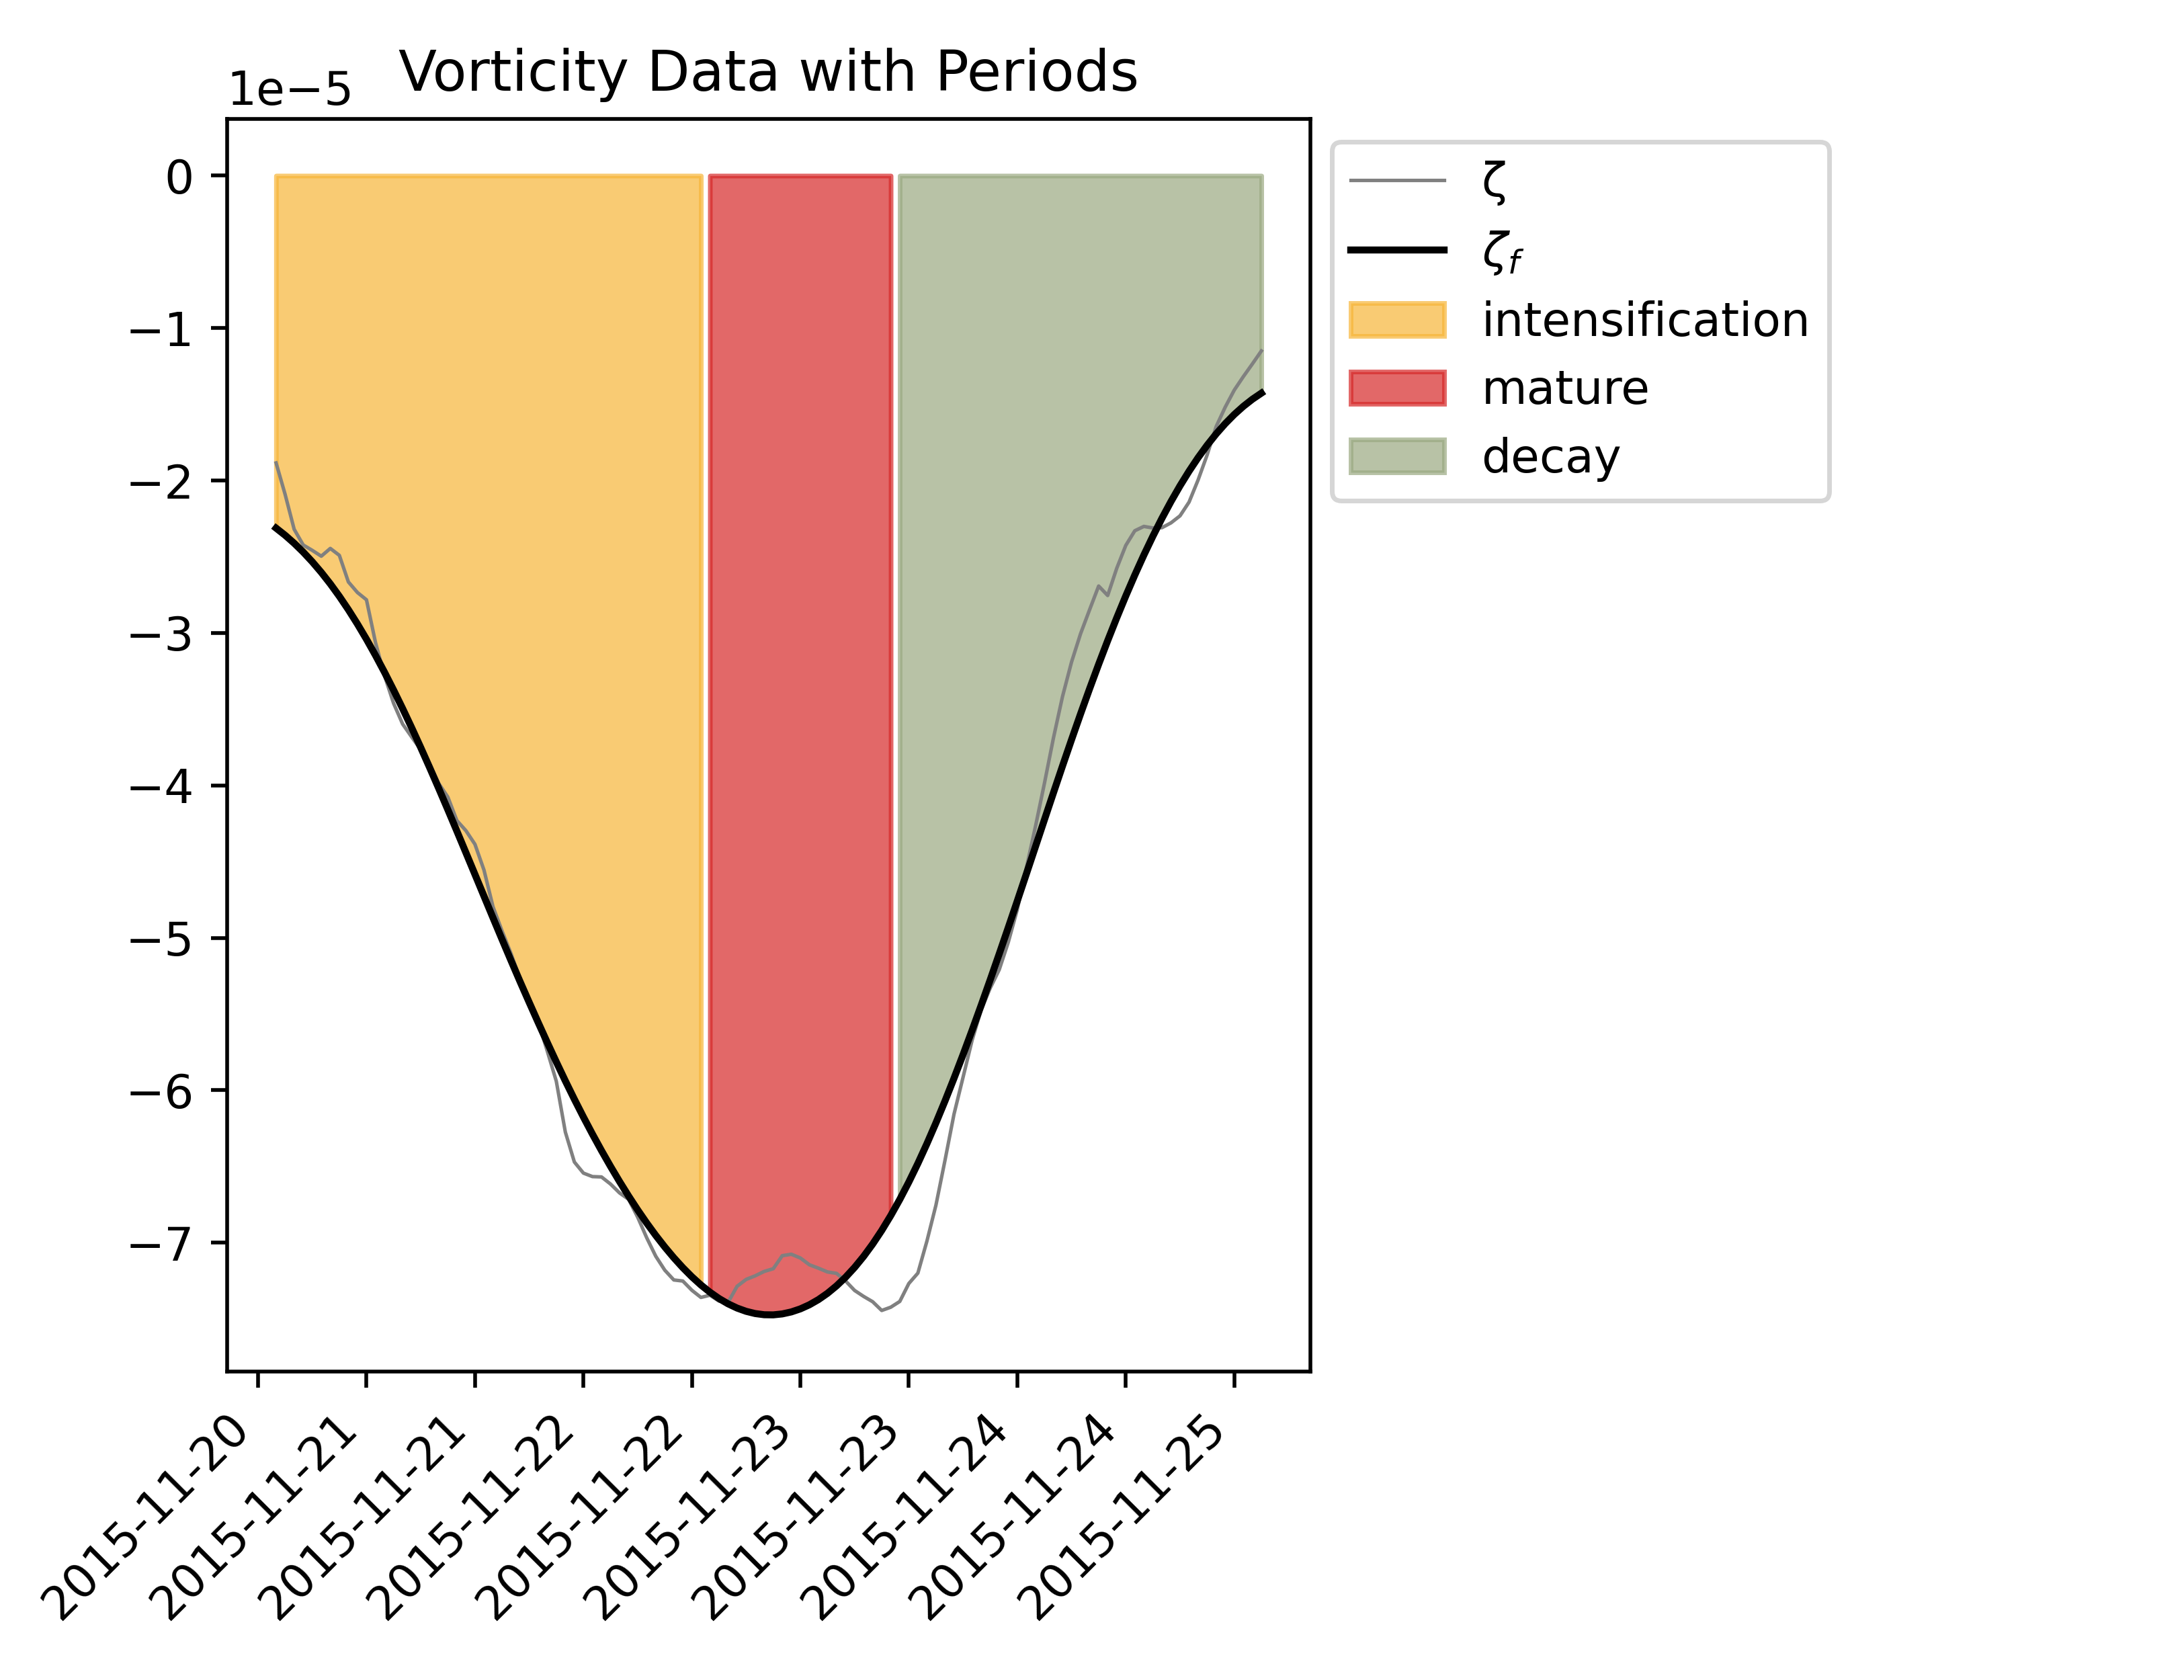 Vorticity Data with Periods
1e−5
0
−1
−2
−3
−4
−5
−6
−7
2015-11-20
2015-11-21
2015-11-21
2015-11-22
2015-11-22
2015-11-23
2015-11-23
2015-11-24
2015-11-24
2015-11-25
ζ
ζf
intensification
mature
decay